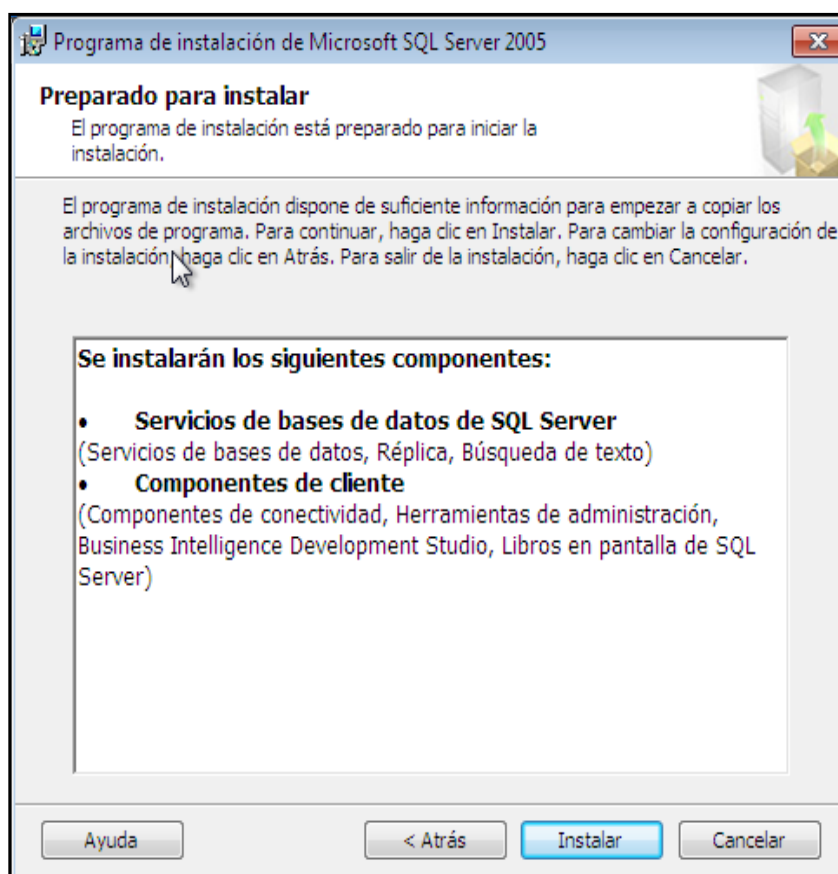 Programa de instalación de Microsoft SQL Server 2005
Preparado para instalar
El programa de instalación está preparado para iniciar la
instalación.
El programa de instalación dispone de suficiente información para empezar a copiar los
archivos de programa. Para continuar, haga clic en Instalar. Para cambiar la configuración de
la instalación, haga clic en Atrás. Para salir de la instalación, haga clic en Cancelar.
Se instalarán los siguientes componentes:
• Servicios de bases de datos de SQL Server
(Servicios de bases de datos, Réplica, Búsqueda de texto)
• Componentes de cliente
(Componentes de conectividad, Herramientas de administración,
Business Intelligence Development Studio, Libros en pantalla de SQL
Server)
Ayuda < Atrás Instalar Cancelar